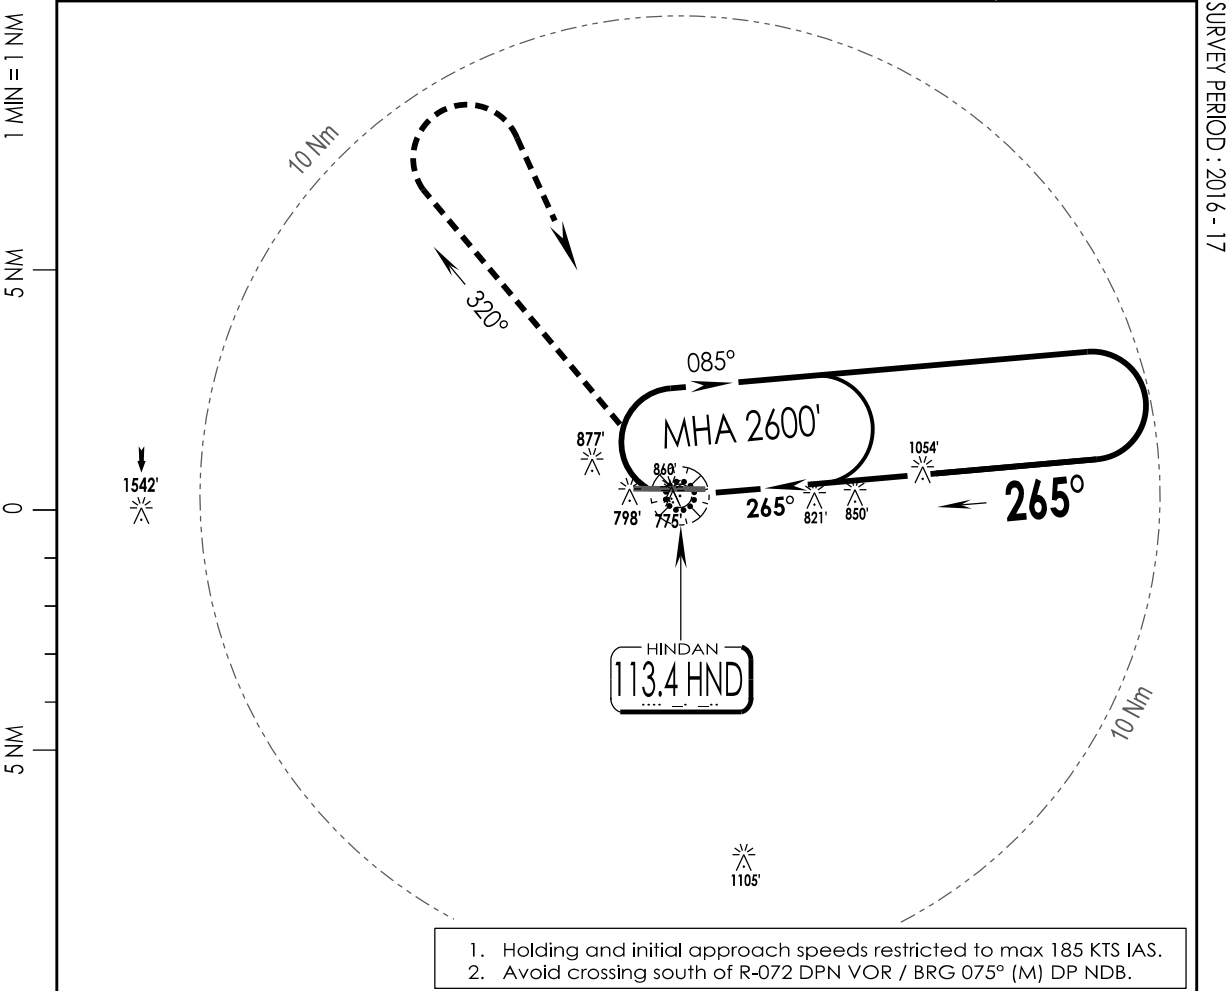 SURVEY PERIOD : 2016 - 17
1 MIN = 1 NM
10 Nm
5 NM
320°
085°
MHA 2600'
877'
860'
1054'
1542'
0
798'
775'
265°
821'
850'
265°
HINDAN
113.4 HND
10 Nm
5 NM
1105'
1. Holding and initial approach speeds restricted to max 185 KTS IAS.
2. Avoid crossing south of R-072 DPN VOR / BRG 075° (M) DP NDB.